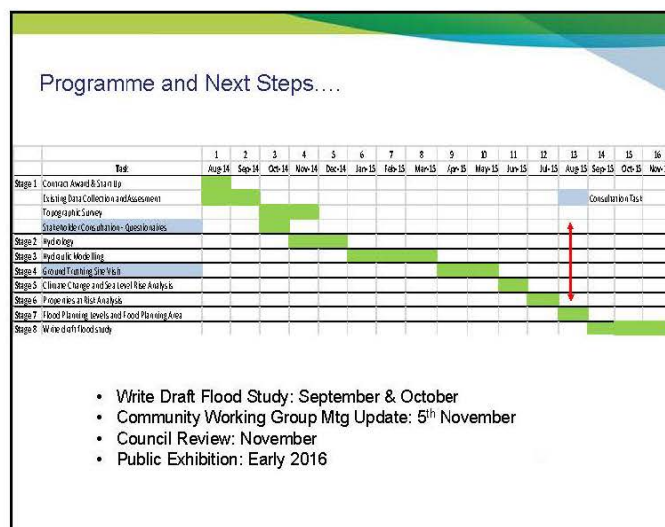 Programme and Next Steps....
1 2 3 4 5 6 7 8 9 10 11 12 13 14 15 16
Task Aug-14 Sep-14 Oct-14 Nov-14 Dec-14 Jan-15 Feb-15 Mar-15 Apr-15 May-15 Jun-15 Jul-15 Aug-15 Sep-15 Oct-15 Nov-
Stage 1 Contract Award & Start Up
Existing Data Collection and Assesment Consultation Task
Topographic Survey
Stakeholder Consultation - Questionaires
Stage 2 Hydrology
Stage 3 Hydraulic Modelling
Stage 4 Ground Truthing Site Visit
Stage 5 Climate Change and Sea Level Rise Analysis
Stage 6 Properties at Risk Analysis
Stage 7 Flood Planning Levels and Food Planning Area
Stage 8 Write draft flood study
• Write Draft Flood Study: September & October
• Community Working Group Mtg Update: 5th November
• Council Review: November
• Public Exhibition: Early 2016